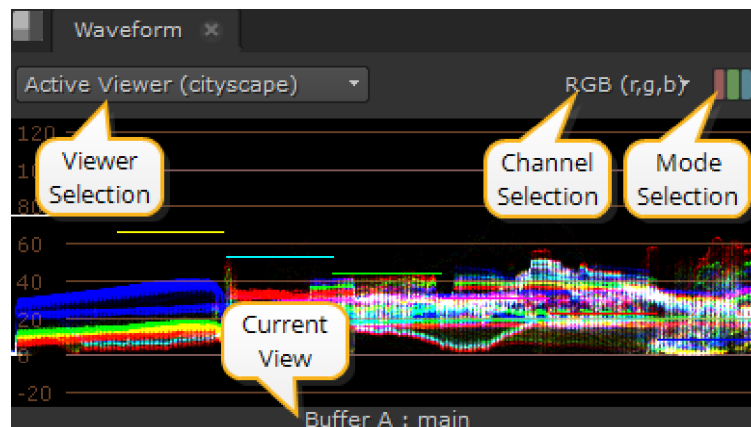 Waveform
Active Viewer (cityscape)
RGB (r,g,b)
120
Viewer
Selection
Channel
Selection
Mode
Selection
10
80
60
40
20
0
-20
Current
View
Buffer A : main